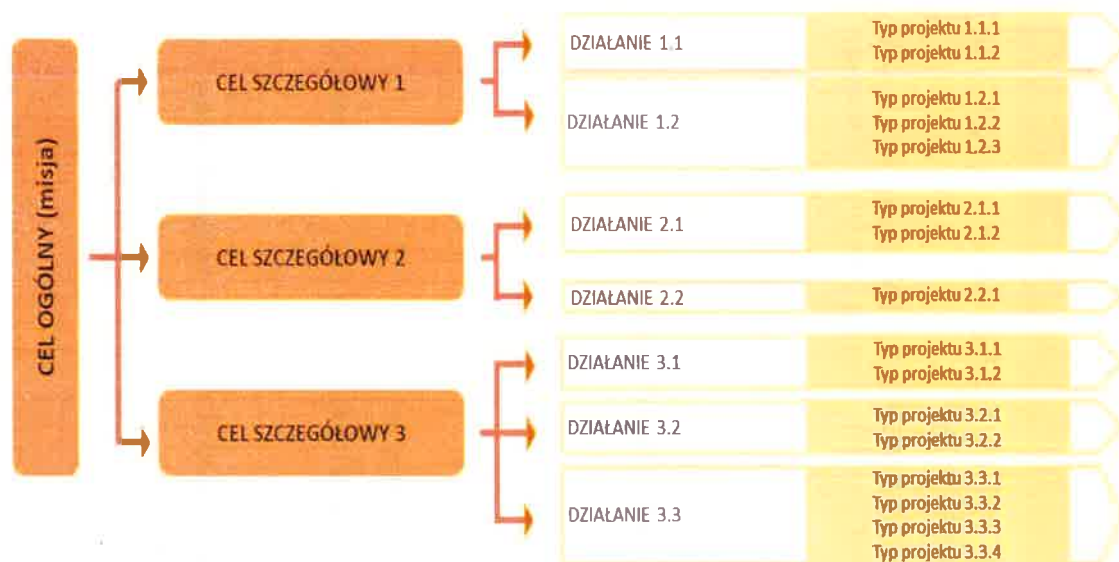 CEL OGÓLNY (misja)
CEL SZCZEGÓŁOWY 1
DZIAŁANIE 1.1
Typ projektu 1.1.1
Typ projektu 1.1.2
DZIAŁANIE 1.2
Typ projektu 1.2.1
Typ projektu 1.2.2
Typ projektu 1.2.3
CEL SZCZEGÓŁOWY 2
DZIAŁANIE 2.1
Typ projektu 2.1.1
Typ projektu 2.1.2
DZIAŁANIE 2.2
Typ projektu 2.2.1
CEL SZCZEGÓŁOWY 3
DZIAŁANIE 3.1
Typ projektu 3.1.1
Typ projektu 3.1.2
DZIAŁANIE 3.2
Typ projektu 3.2.1
Typ projektu 3.2.2
DZIAŁANIE 3.3
Typ projektu 3.3.1
Typ projektu 3.3.2
Typ projektu 3.3.3
Typ projektu 3.3.4